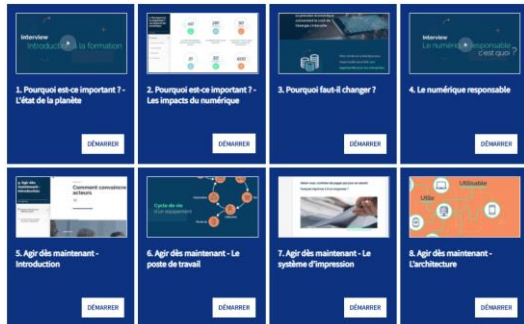 Interview
Introduction à la formation
1. Pourquoi est-ce important ? -
L'état de la planète
DÉMARRER
2. Pourquoi est-ce important ? -
Les impacts du numérique
DÉMARRER
3. Pourquoi faut-il changer ?
DÉMARRER
Interview
Le numérique responsable
c'est quoi ?
4. Le numérique responsable
DÉMARRER
Comment convaincre
acteurs
5. Agir dès maintenant -
Introduction
DÉMARRER
Cycle de vie
d'un équipement
6. Agir dès maintenant - Le
poste de travail
DÉMARRER
7. Agir dès maintenant - Le
système d'impression
DÉMARRER
Utile
Utilisable
8. Agir dès maintenant -
L'architecture
DÉMARRER